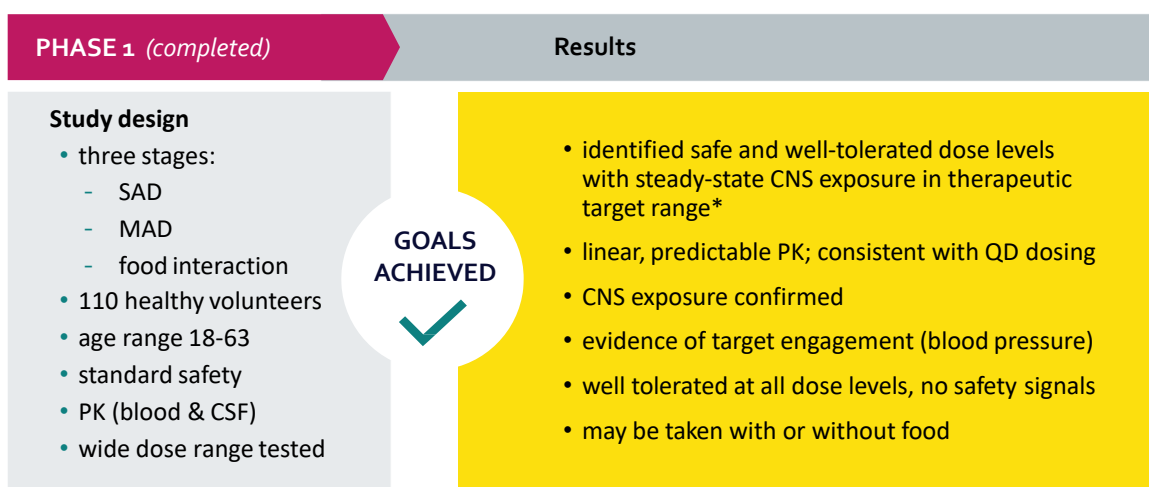 PHASE 1 (completed)
Results
Study design
• three stages:
- SAD
- MAD
- food interaction
• 110 healthy volunteers
• age range 18-63
• standard safety
• PK (blood & CSF)
• wide dose range tested
GOALS
ACHIEVED
• identified safe and well-tolerated dose levels
with steady-state CNS exposure in therapeutic
target range*
• linear, predictable PK; consistent with QD dosing
• CNS exposure confirmed
• evidence of target engagement (blood pressure)
• well tolerated at all dose levels, no safety signals
• may be taken with or without food